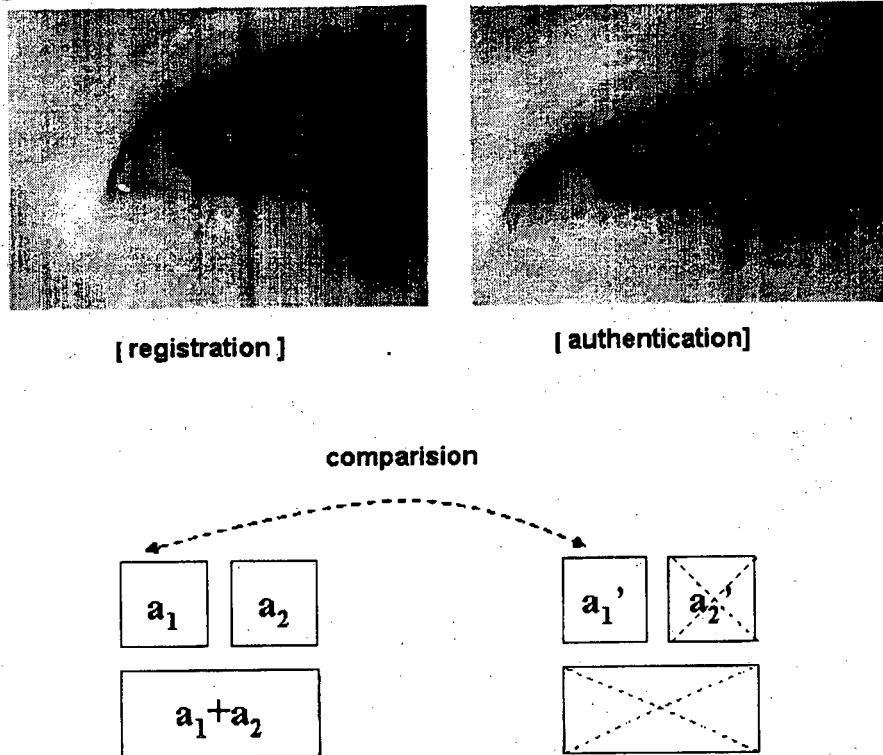 [ registration ]
[ authentication]
comparision
a₁ a₂ a₁' a₂'
a₁+a₂